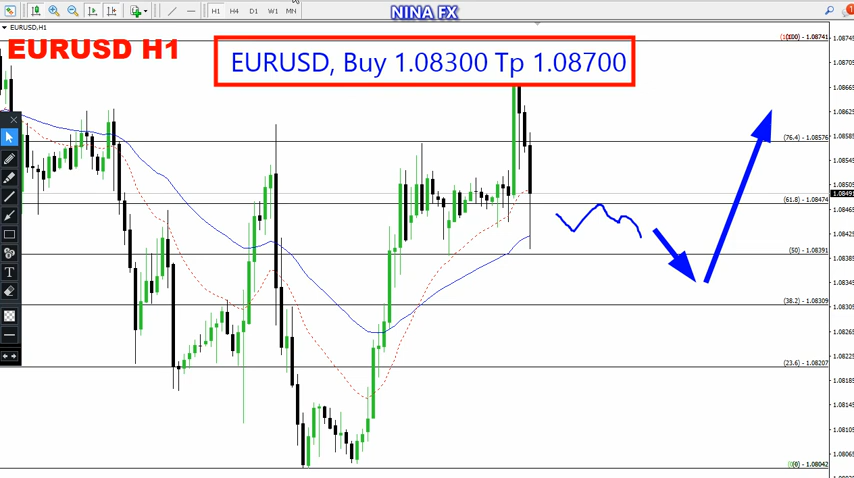 H1 H4 D1 W1 MN
NINA FX
EURUSD,H1
EURUSD H1
EURUSD, Buy 1.08300 Tp 1.08700
(100) - 1.08741
(76.4) - 1.08576
(61.8) - 1.08474
(50) - 1.08391
(38.2) - 1.08309
(23.6) - 1.08207
(0) - 1.08042
1.08745
1.08705
1.08665
1.08625
1.08585
1.08545
1.08505
1.08491
1.08465
1.08425
1.08385
1.08345
1.08305
1.08265
1.08225
1.08185
1.08145
1.08105
1.08065
1.08025
T